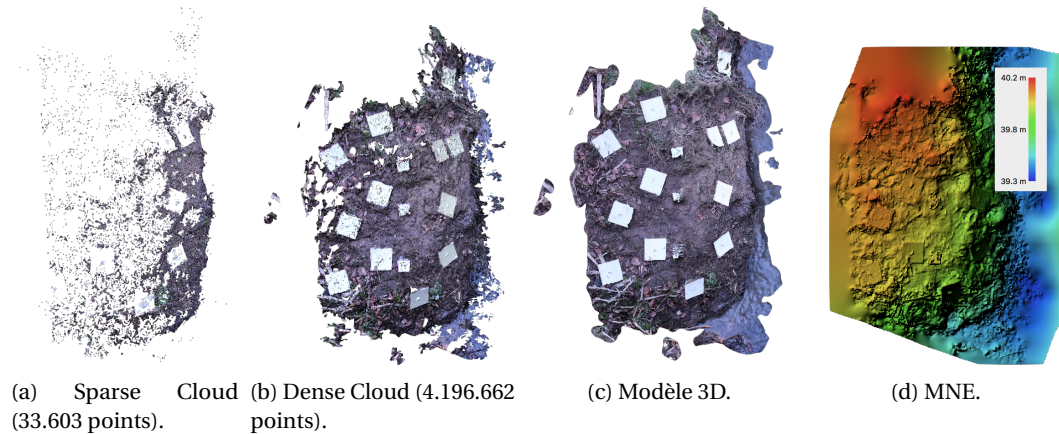 40.2 m
39.8 m
39.3 m
(a) Sparse Cloud
(33.603 points).
(b) Dense Cloud (4.196.662
points).
(c) Modèle 3D.
(d) MNE.